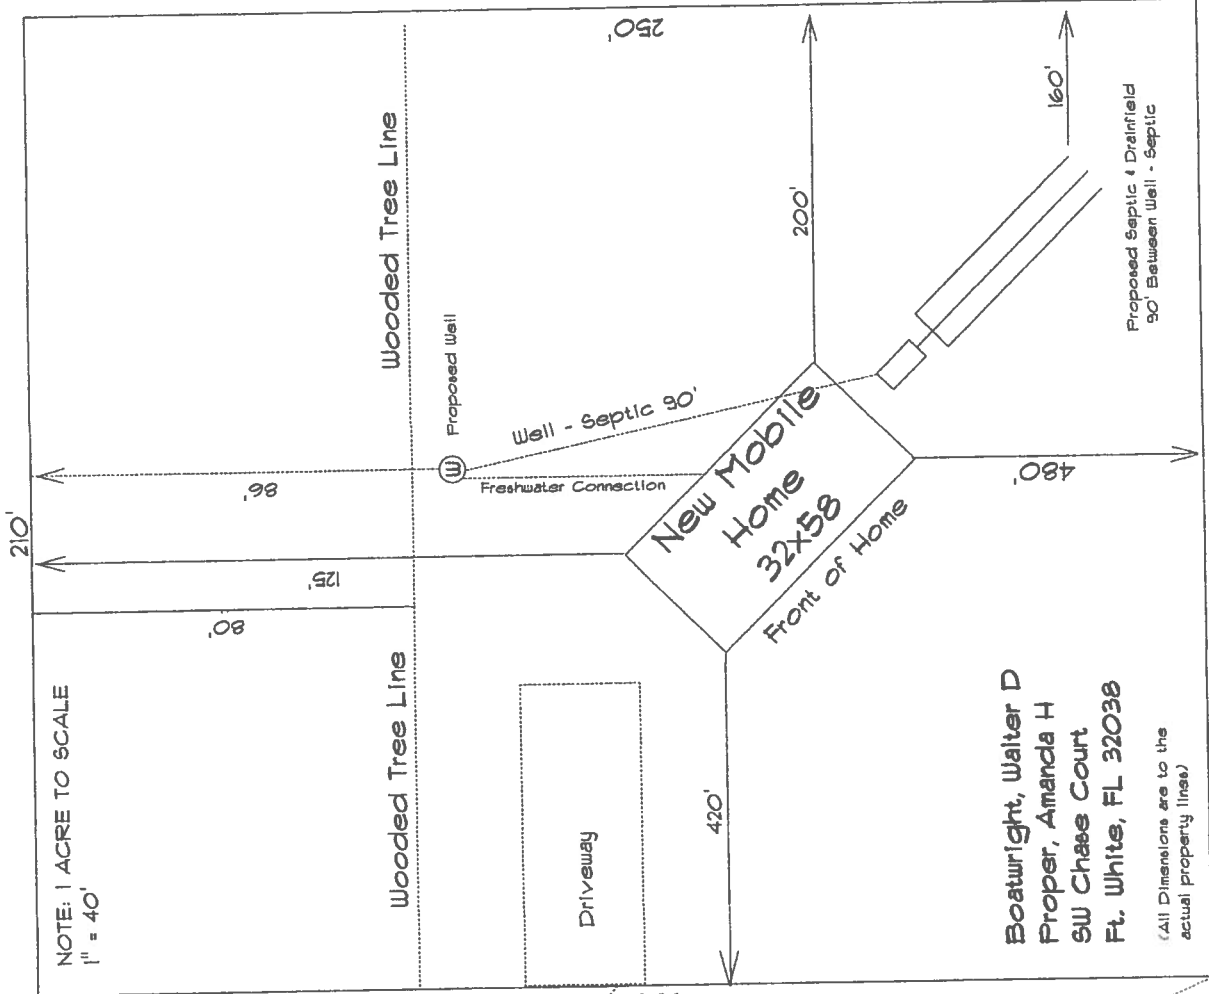 NOTE: 1 ACRE TO SCALE
1" = 40'
210'
80'
125'
86'
250'
Wooded Tree Line
Wooded Tree Line
Proposed Well
W
Well - Septic 90'
Freshwater Connection
New Mobile
Home
32x58
Front of Home
200'
160'
480'
420'
Driveway
Proposed Septic & Drainfield
90' Between Well - Septic
Boatwright, Walter D
Proper, Amanda H
SW Chase Court
Ft. White, FL 32038
(All Dimensions are to the
actual property lines)